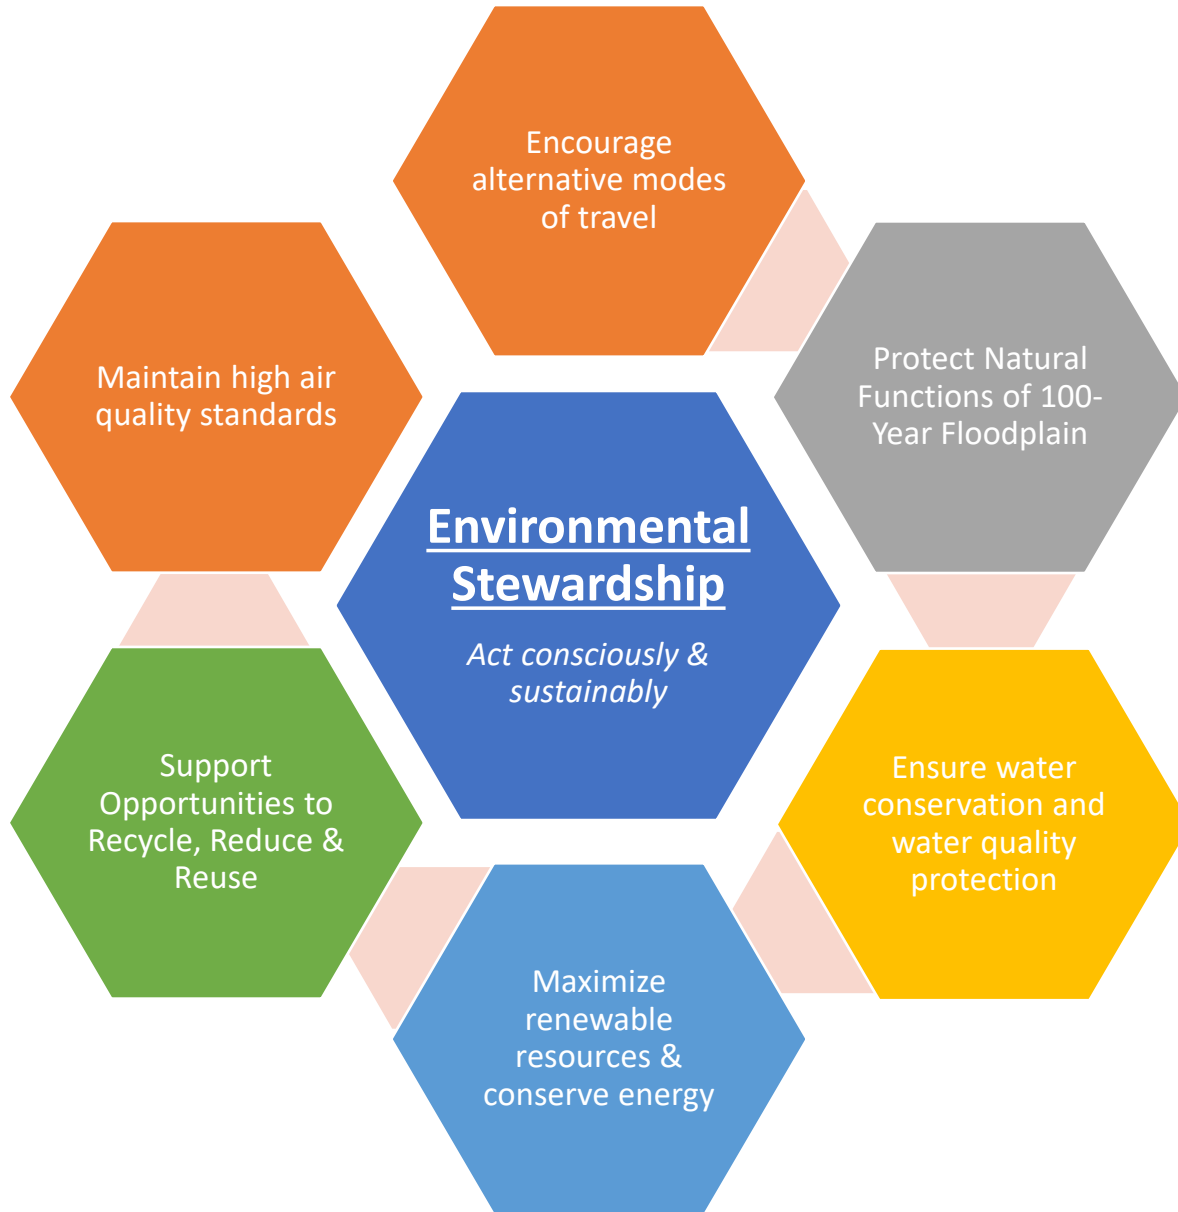 Encourage
alternative modes
of travel
Protect Natural
Functions of 100-
Year Floodplain
Ensure water
conservation and
water quality
protection
Maximize
renewable
resources &
conserve energy
Support
Opportunities to
Recycle, Reduce &
Reuse
Maintain high air
quality standards
Environmental
Stewardship
Act consciously &
sustainably